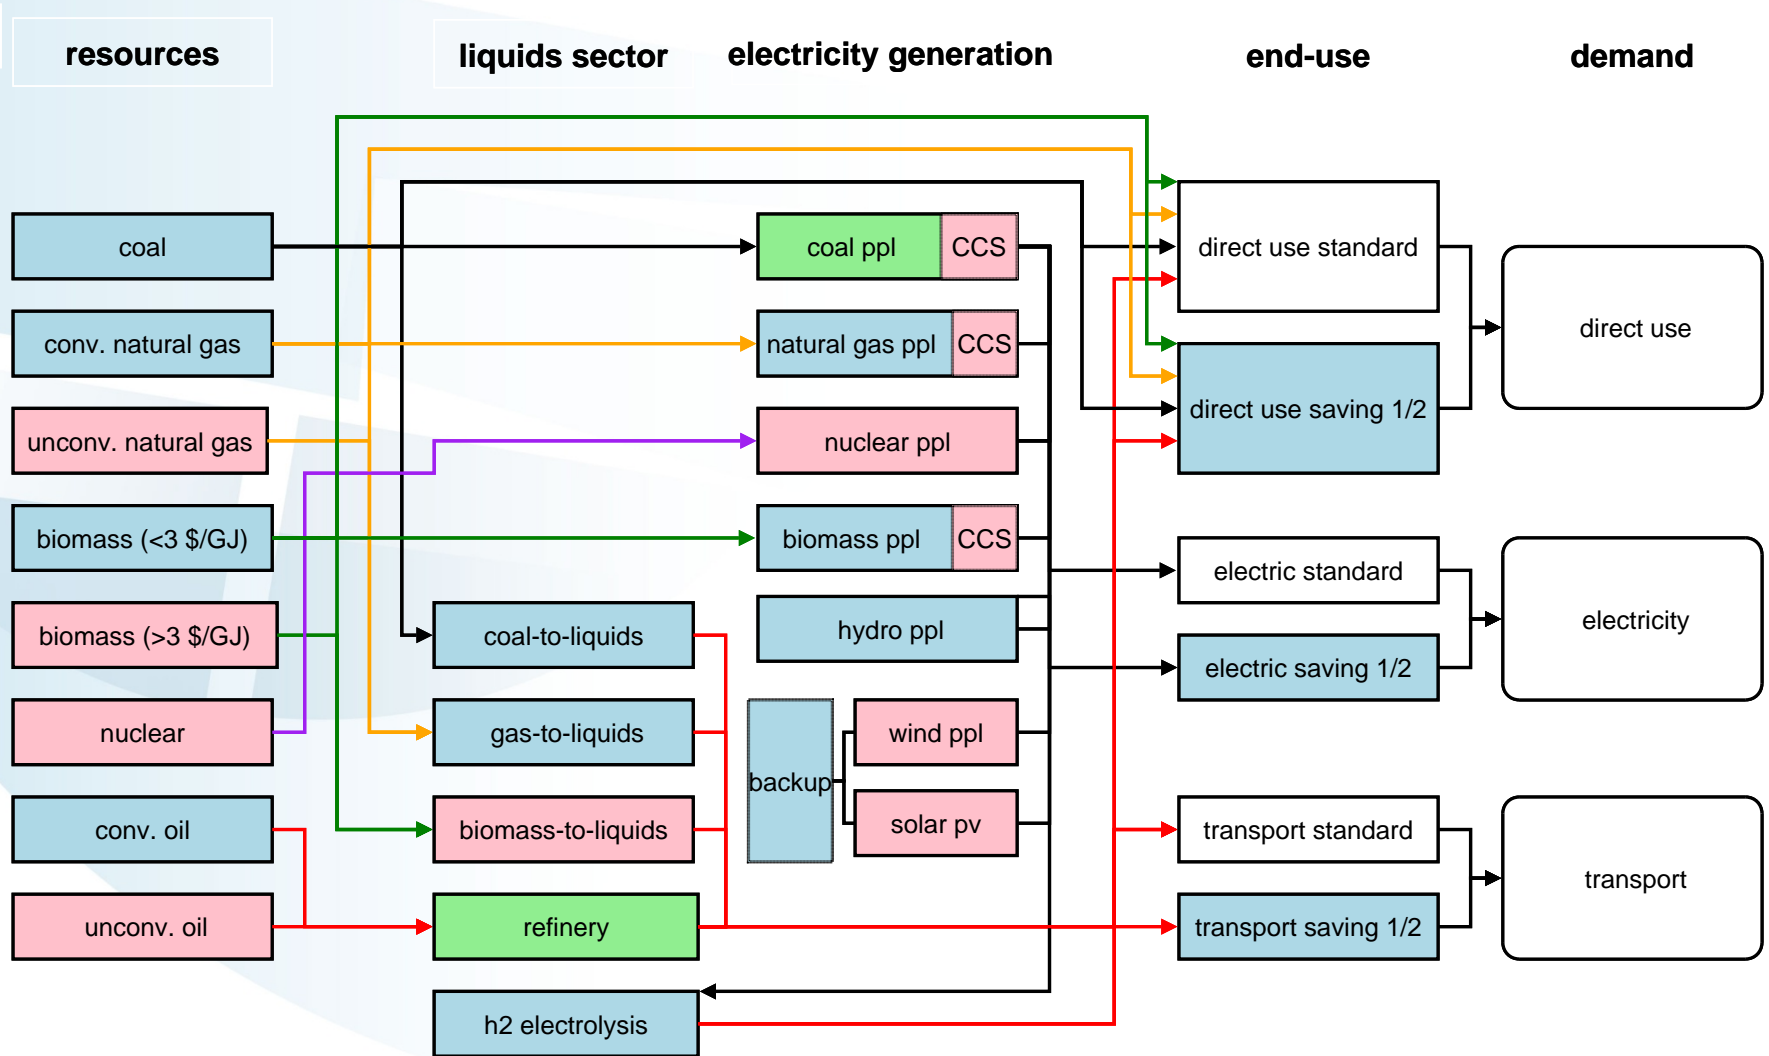 resources
liquids sector
electricity generation
end-use
demand
coal
conv. natural gas
unconv. natural gas
biomass (<3 $/GJ)
biomass (>3 $/GJ)
nuclear
conv. oil
unconv. oil
coal-to-liquids
gas-to-liquids
biomass-to-liquids
refinery
h2 electrolysis
coal ppl
CCS
natural gas ppl
CCS
nuclear ppl
biomass ppl
CCS
hydro ppl
backup
wind ppl
solar pv
direct use standard
direct use saving 1/2
electric standard
electric saving 1/2
transport standard
transport saving 1/2
direct use
electricity
transport